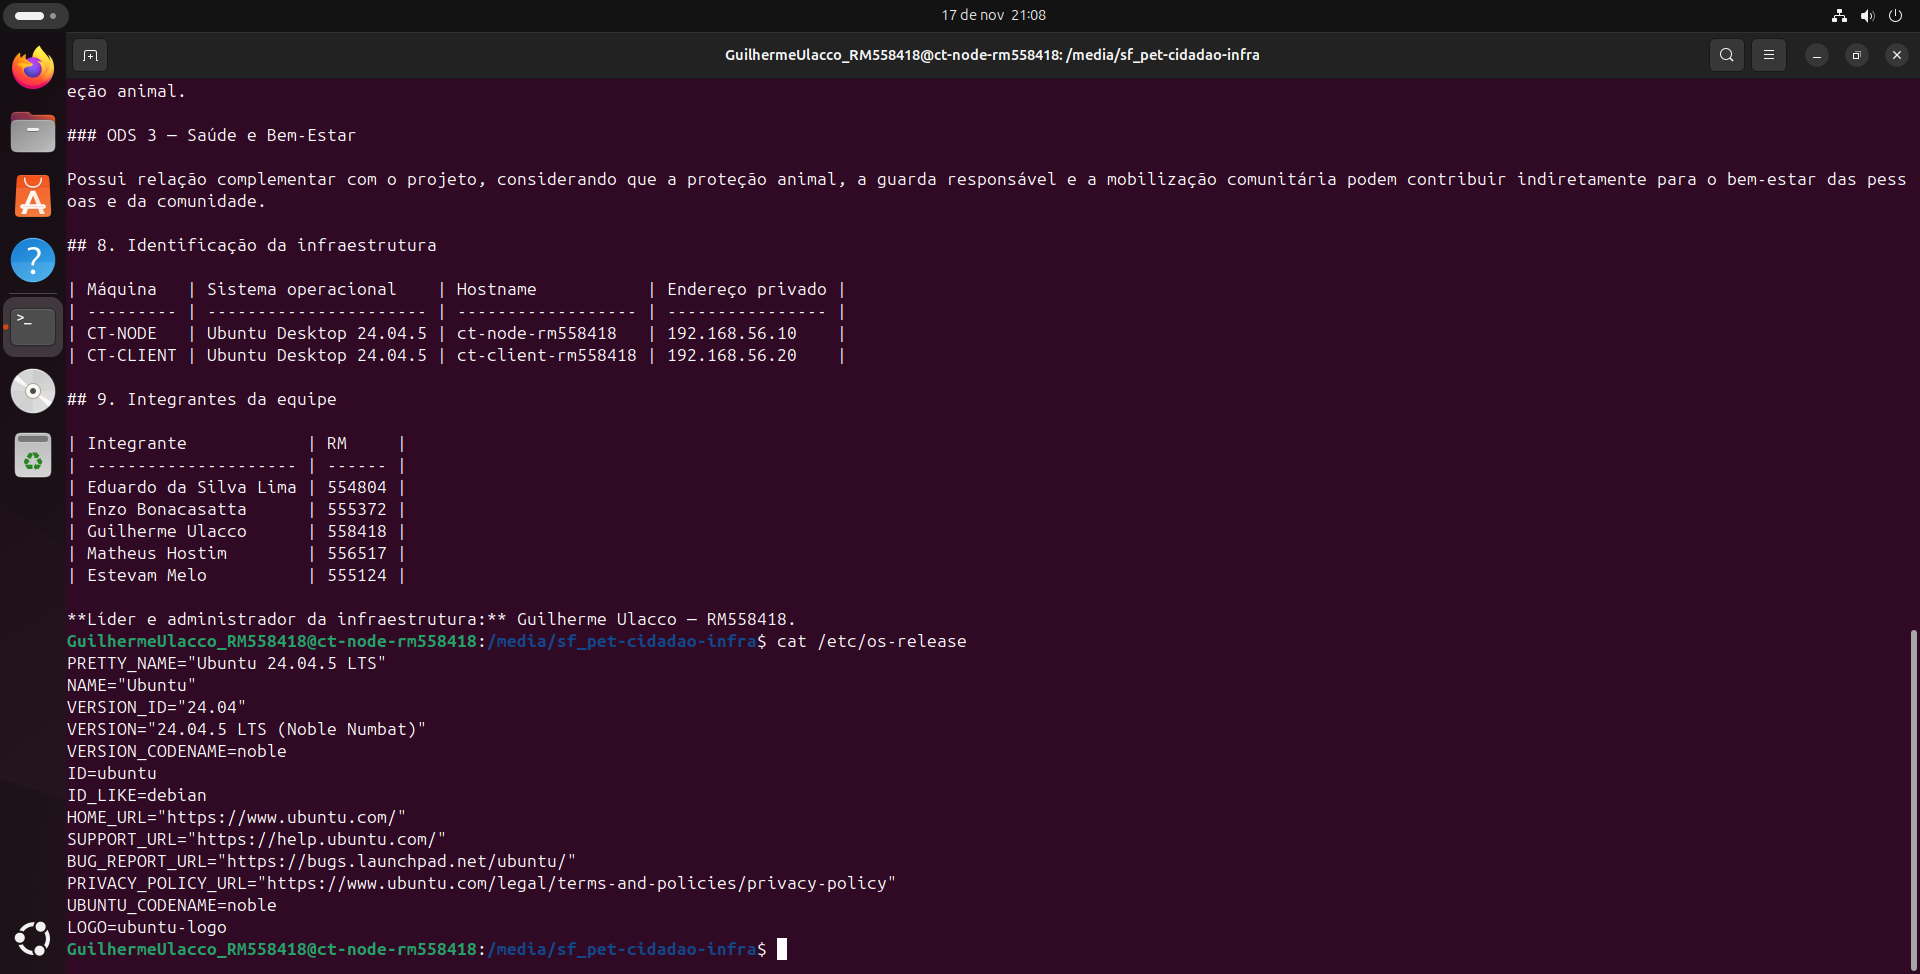 17 de nov 21:08
GuilhermeUlacco_RM558418@ct-node-rm558418: /media/sf_pet-cidadao-infra
eção animal.
### ODS 3 — Saúde e Bem-Estar
Possui relação complementar com o projeto, considerando que a proteção animal, a guarda responsável e a mobilização comunitária podem contribuir indiretamente para o bem-estar das pess
oas e da comunidade.
## 8. Identificação da infraestrutura
| Máquina   | Sistema operacional    | Hostname           | Endereço privado |
| --------- | ---------------------- | ------------------ | ---------------- |
| CT-NODE   | Ubuntu Desktop 24.04.5 | ct-node-rm558418   | 192.168.56.10    |
| CT-CLIENT | Ubuntu Desktop 24.04.5 | ct-client-rm558418 | 192.168.56.20    |
## 9. Integrantes da equipe
| Integrante            | RM     |
| --------------------- | ------ |
| Eduardo da Silva Lima | 554804 |
| Enzo Bonacasatta      | 555372 |
| Guilherme Ulacco      | 558418 |
| Matheus Hostim        | 556517 |
| Estevam Melo          | 555124 |
**Líder e administrador da infraestrutura:** Guilherme Ulacco — RM558418.
GuilhermeUlacco_RM558418@ct-node-rm558418:/media/sf_pet-cidadao-infra$ cat /etc/os-release
PRETTY_NAME="Ubuntu 24.04.5 LTS"
NAME="Ubuntu"
VERSION_ID="24.04"
VERSION="24.04.5 LTS (Noble Numbat)"
VERSION_CODENAME=noble
ID=ubuntu
ID_LIKE=debian
HOME_URL="https://www.ubuntu.com/"
SUPPORT_URL="https://help.ubuntu.com/"
BUG_REPORT_URL="https://bugs.launchpad.net/ubuntu/"
PRIVACY_POLICY_URL="https://www.ubuntu.com/legal/terms-and-policies/privacy-policy"
UBUNTU_CODENAME=noble
LOGO=ubuntu-logo
GuilhermeUlacco_RM558418@ct-node-rm558418:/media/sf_pet-cidadao-infra$